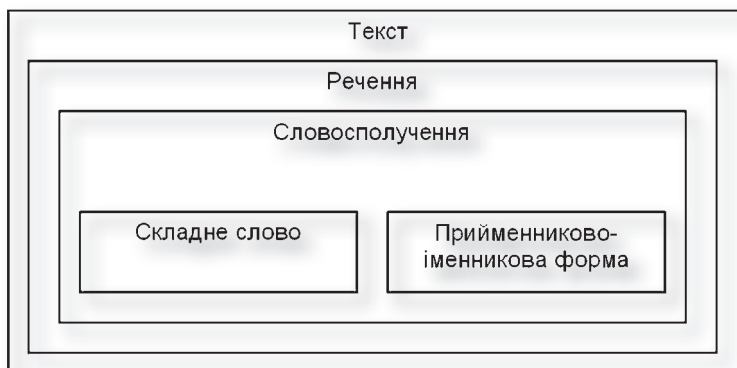 Текст
Речення
Словосполучення
Складне слово
Прийменниково-
іменникова форма